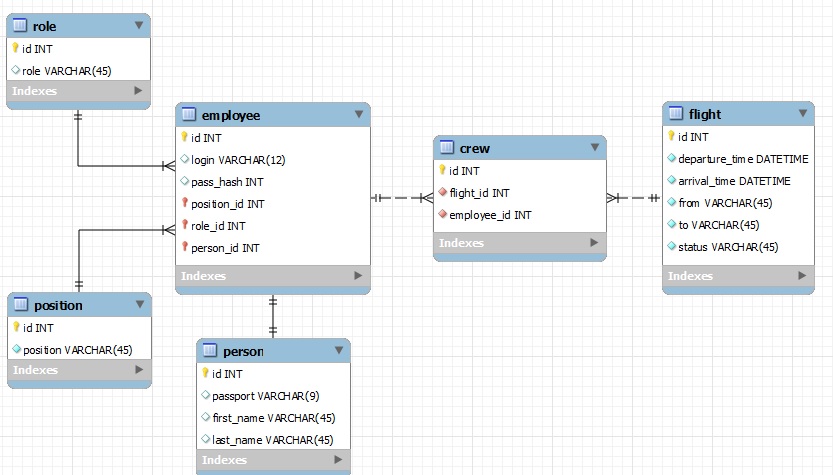 role
id INT
role VARCHAR(45)
Indexes
employee
id INT
login VARCHAR(12)
pass_hash INT
position_id INT
role_id INT
person_id INT
Indexes
crew
id INT
flight_id INT
employee_id INT
Indexes
flight
id INT
departure_time DATETIME
arrival_time DATETIME
from VARCHAR(45)
to VARCHAR(45)
status VARCHAR(45)
Indexes
position
id INT
position VARCHAR(45)
Indexes
person
id INT
passport VARCHAR(9)
first_name VARCHAR(45)
last_name VARCHAR(45)
Indexes